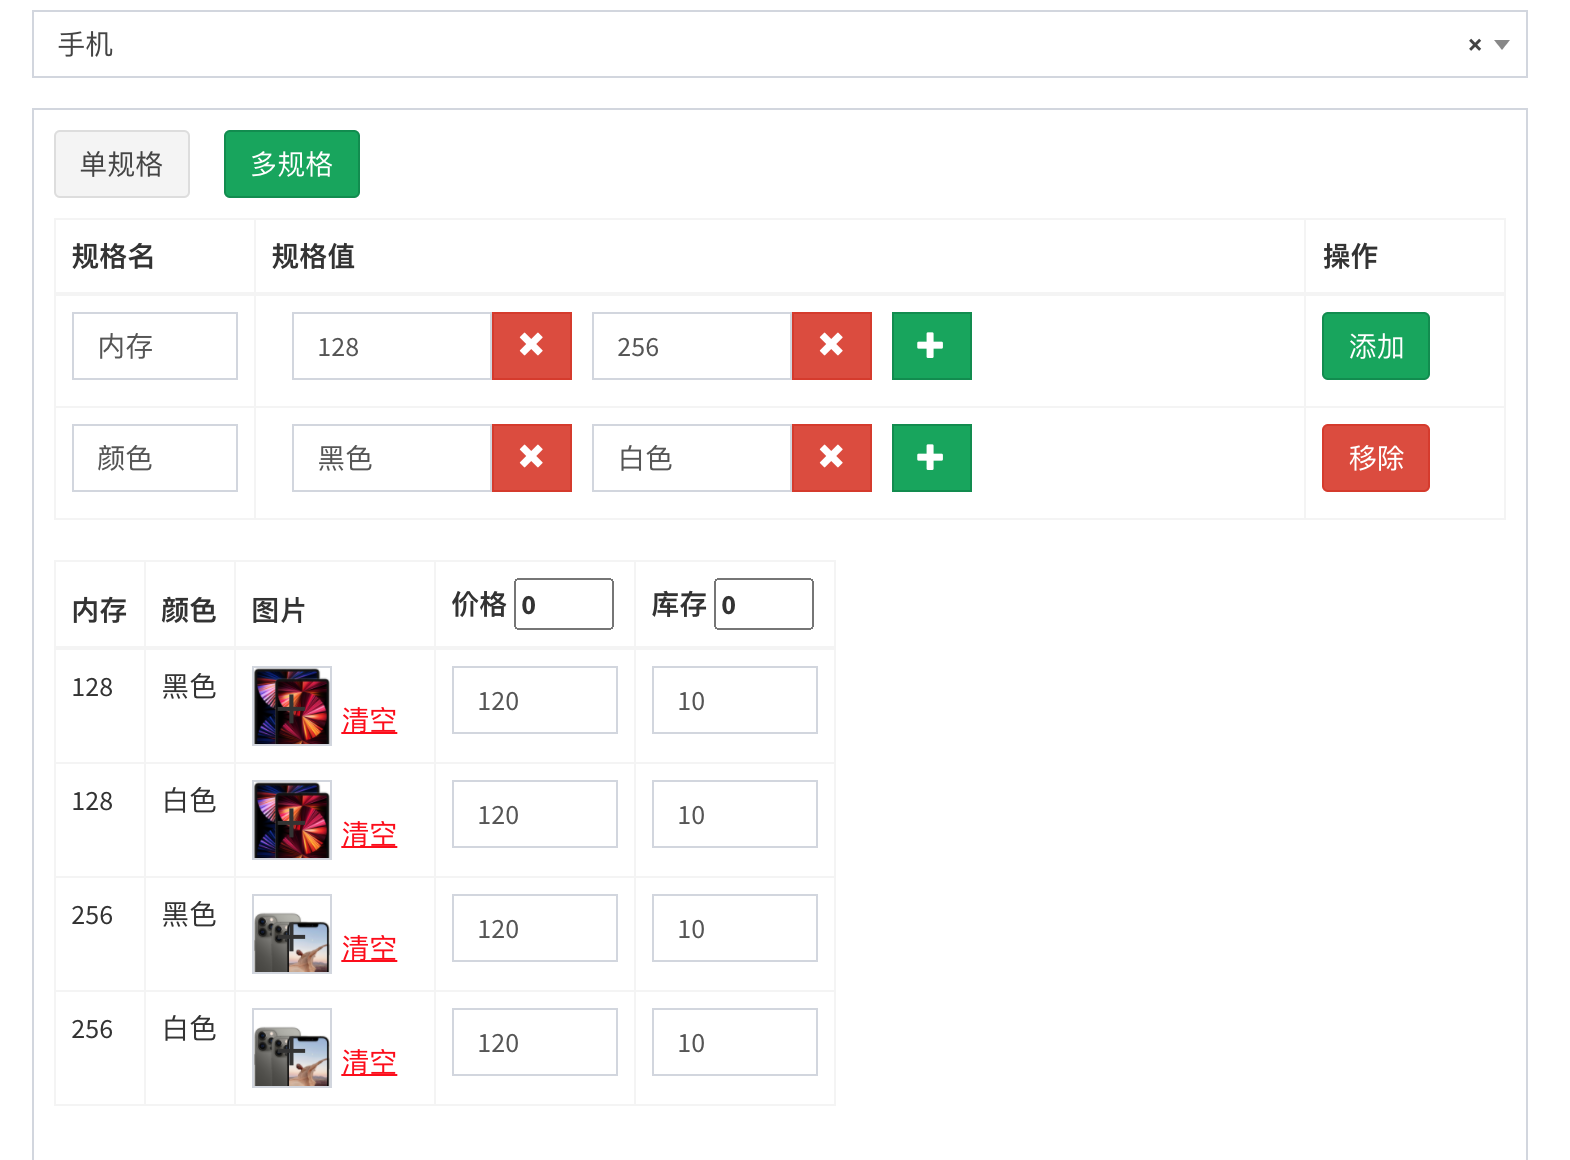 手机 ×
单规格 多规格
规格名 规格值 操作
内存 128 256 添加
颜色 黑色 白色 移除
内存 颜色 图片 价格 0 库存 0
128 黑色 清空 120 10
128 白色 清空 120 10
256 黑色 清空 120 10
256 白色 清空 120 10